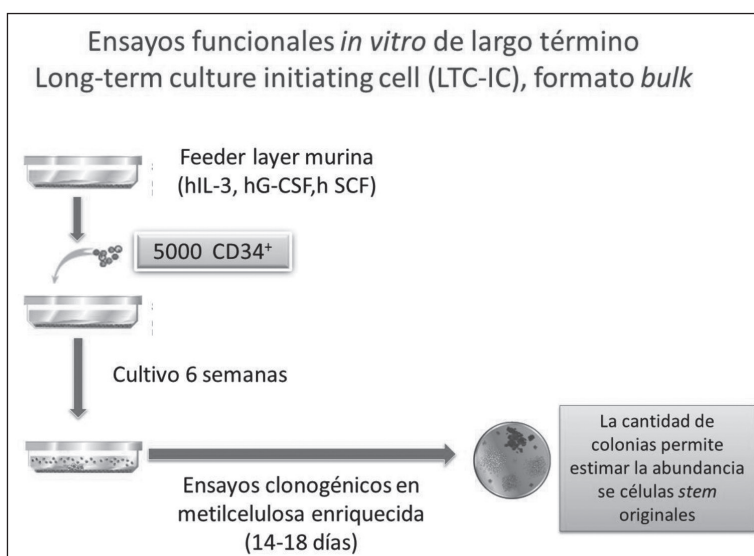 Ensayos funcionales in vitro de largo término
Long-term culture initiating cell (LTC-IC), formato bulk
Feeder layer murina
(hIL-3, hG-CSF,h SCF)
5000 CD34+
Cultivo 6 semanas
Ensayos clonogénicos en
metilcelulosa enriquecida
(14-18 días)
La cantidad de
colonias permite
estimar la abundancia
se células stem
originales